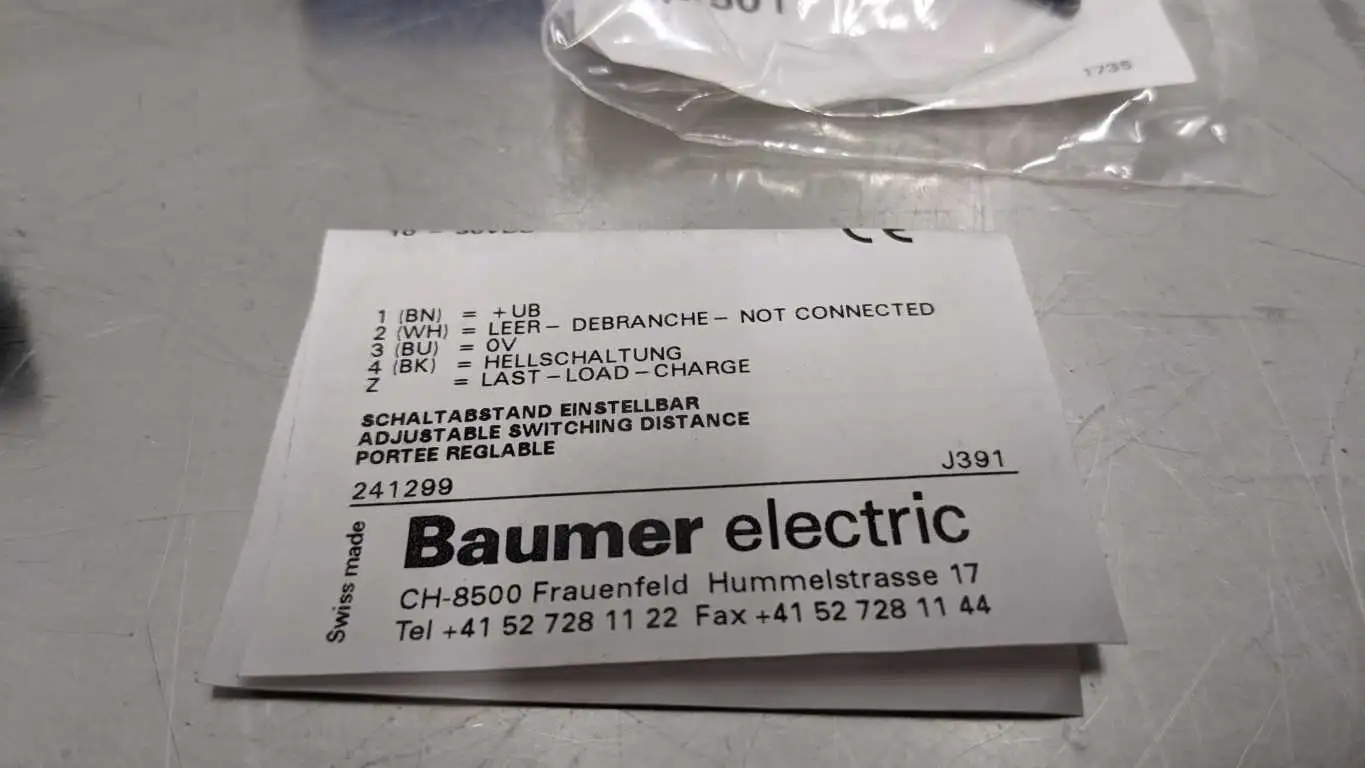 1735
1 (BN) = +UB
2 (WH) = LEER – DEBRANCHE – NOT CONNECTED
3 (BU) = 0V
4 (BK) = HELLSCHALTUNG
Z = LAST – LOAD – CHARGE
SCHALTABSTAND EINSTELLBAR
ADJUSTABLE SWITCHING DISTANCE
PORTEE REGLABLE
241299 J391
Swiss made
Baumer electric
CH-8500 Frauenfeld Hummelstrasse 17
Tel +41 52 728 11 22 Fax +41 52 728 11 44